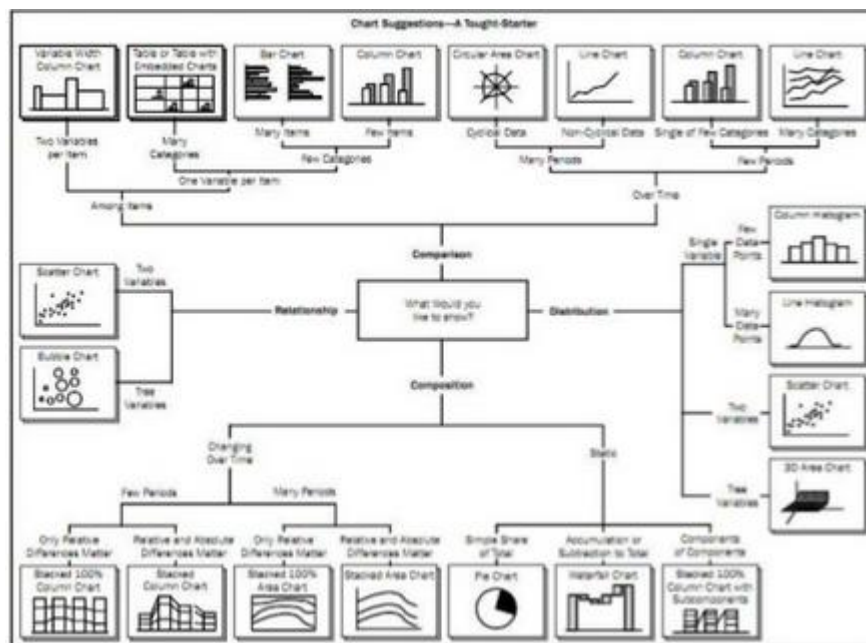 Chart Suggestions—A Tought-Starter
Variable Width
Column Chart
Table or Table with
Embedded Charts
Bar Chart
Column Chart
Circular Area Chart
Line Chart
Column Chart
Line Chart
Two Variables
per Item
Many
Categories
Many Items
Few Items
Cyclical Data
Non-Cyclical Data
Single of Few Categories
Many Categories
Few Categories
Many Periods
Few Periods
One Variable per Item
Among Items
Over Time
Comparison
What Would you
like to show?
Relationship
Distribution
Composition
Scatter Chart
Two
Variables
Bubble Chart
Tree
Variables
Single
Variable
Few
Data
Points
Column Histogram
Many
Data
Points
Line Histogram
Two
Variables
Scatter Chart
Tree
Variables
3D Area Chart
Changing
Over Time
Static
Few Periods
Many Periods
Only Relative
Differences Matter
Relative and Absolute
Differences Matter
Only Relative
Differences Matter
Relative and Absolute
Differences Matter
Simple Share
of Total
Accumulation or
Subtraction to Total
Components
of Components
Stacked 100%
Column Chart
Stacked
Column Chart
Stacked 100%
Area Chart
Stacked Area Chart
Pie Chart
Waterfall Chart
Stacked 100%
Column Chart with
Subcomponents